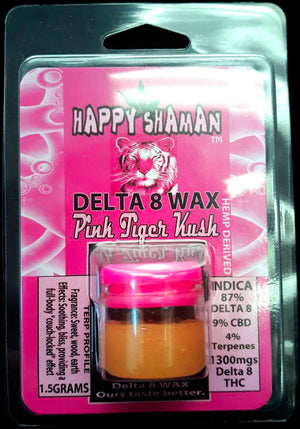 HAPPY SHAMAN
TM
DELTA 8 WAX
Pink Tiger Kush
HEMP DERIVED
TERP PROFILE
Fragrance: Sweet, wood, earth
Effects: Soothing, bliss, providing a
full-body 'couch-locked' effect
1.5GRAMS
INDICA
87%
DELTA 8
9% CBD
4%
Terpenes
1300mgs
Delta 8
THC
Delta 8 WAX
Ours taste better.